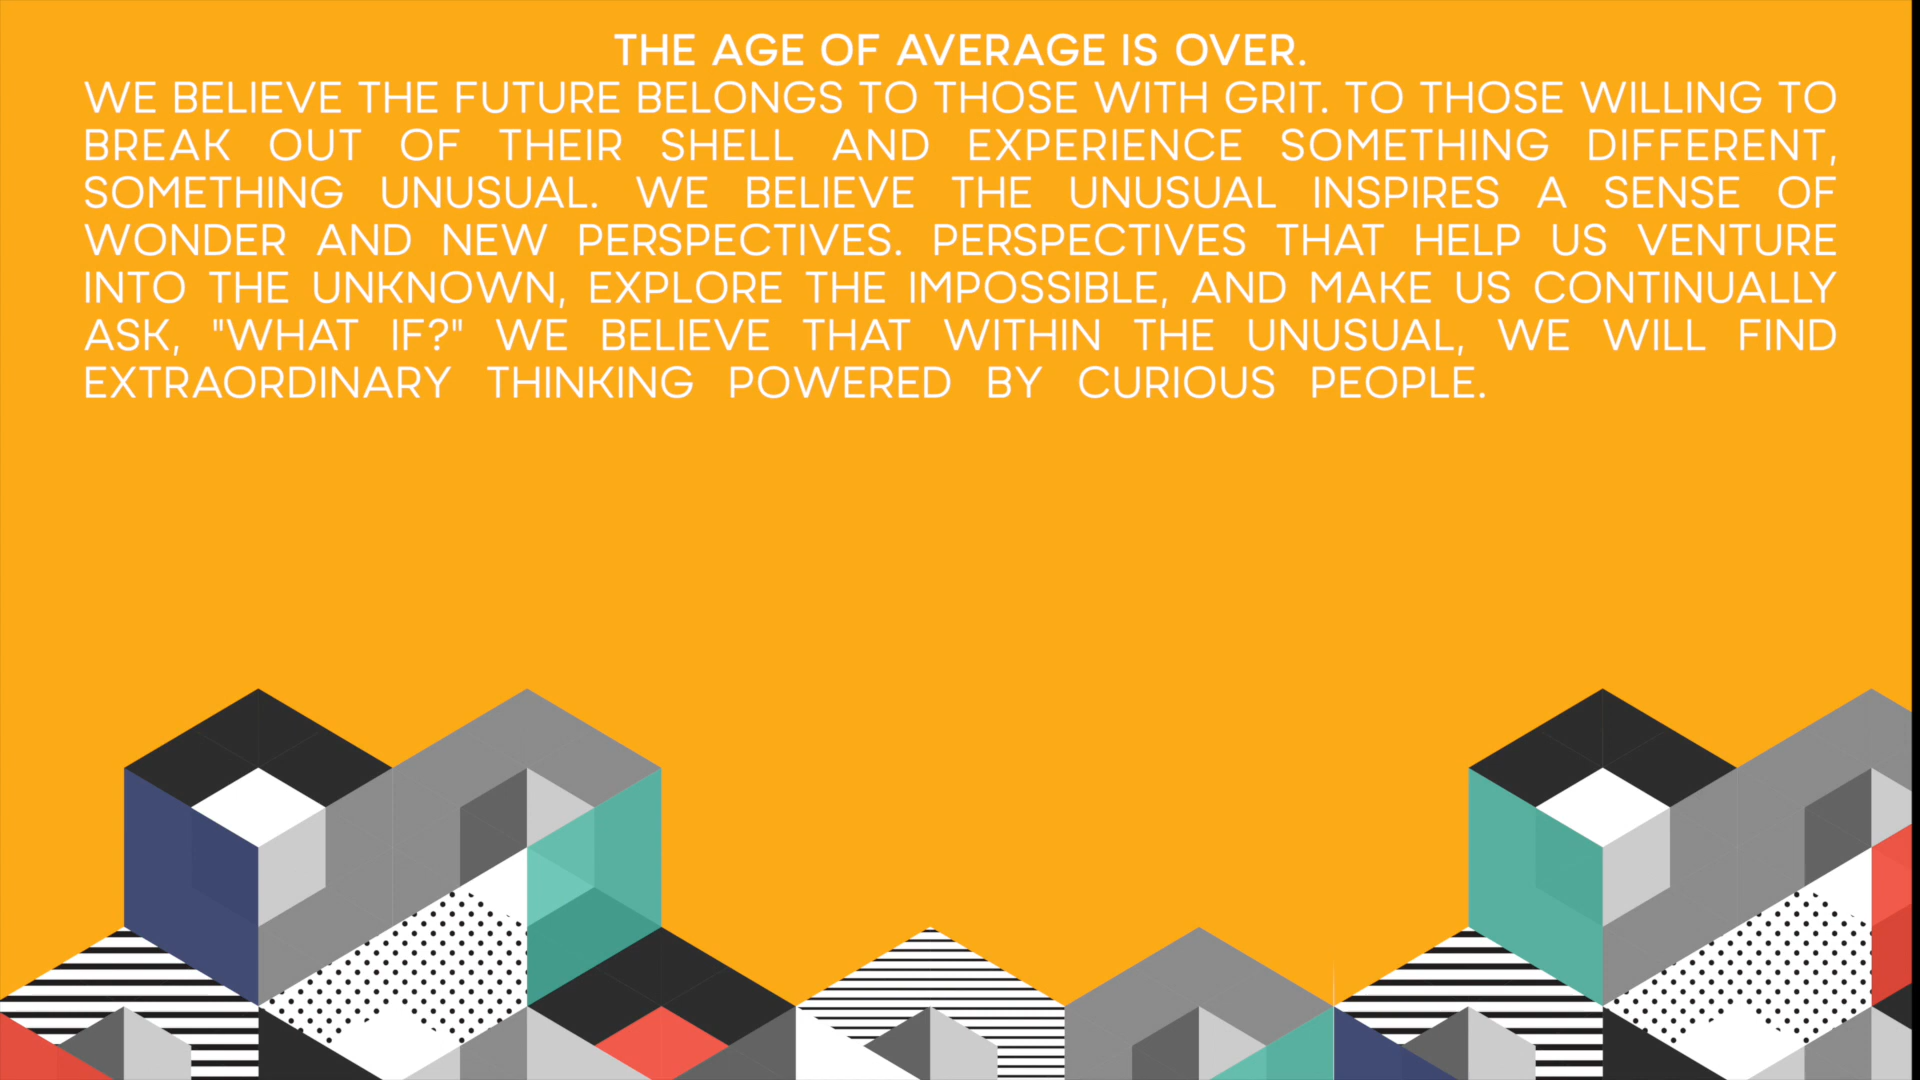 THE AGE OF AVERAGE IS OVER.
WE BELIEVE THE FUTURE BELONGS TO THOSE WITH GRIT. TO THOSE WILLING TO
BREAK OUT OF THEIR SHELL AND EXPERIENCE SOMETHING DIFFERENT,
SOMETHING UNUSUAL. WE BELIEVE THE UNUSUAL INSPIRES A SENSE OF
WONDER AND NEW PERSPECTIVES. PERSPECTIVES THAT HELP US VENTURE
INTO THE UNKNOWN, EXPLORE THE IMPOSSIBLE, AND MAKE US CONTINUALLY
ASK, "WHAT IF?" WE BELIEVE THAT WITHIN THE UNUSUAL, WE WILL FIND
EXTRAORDINARY THINKING POWERED BY CURIOUS PEOPLE.